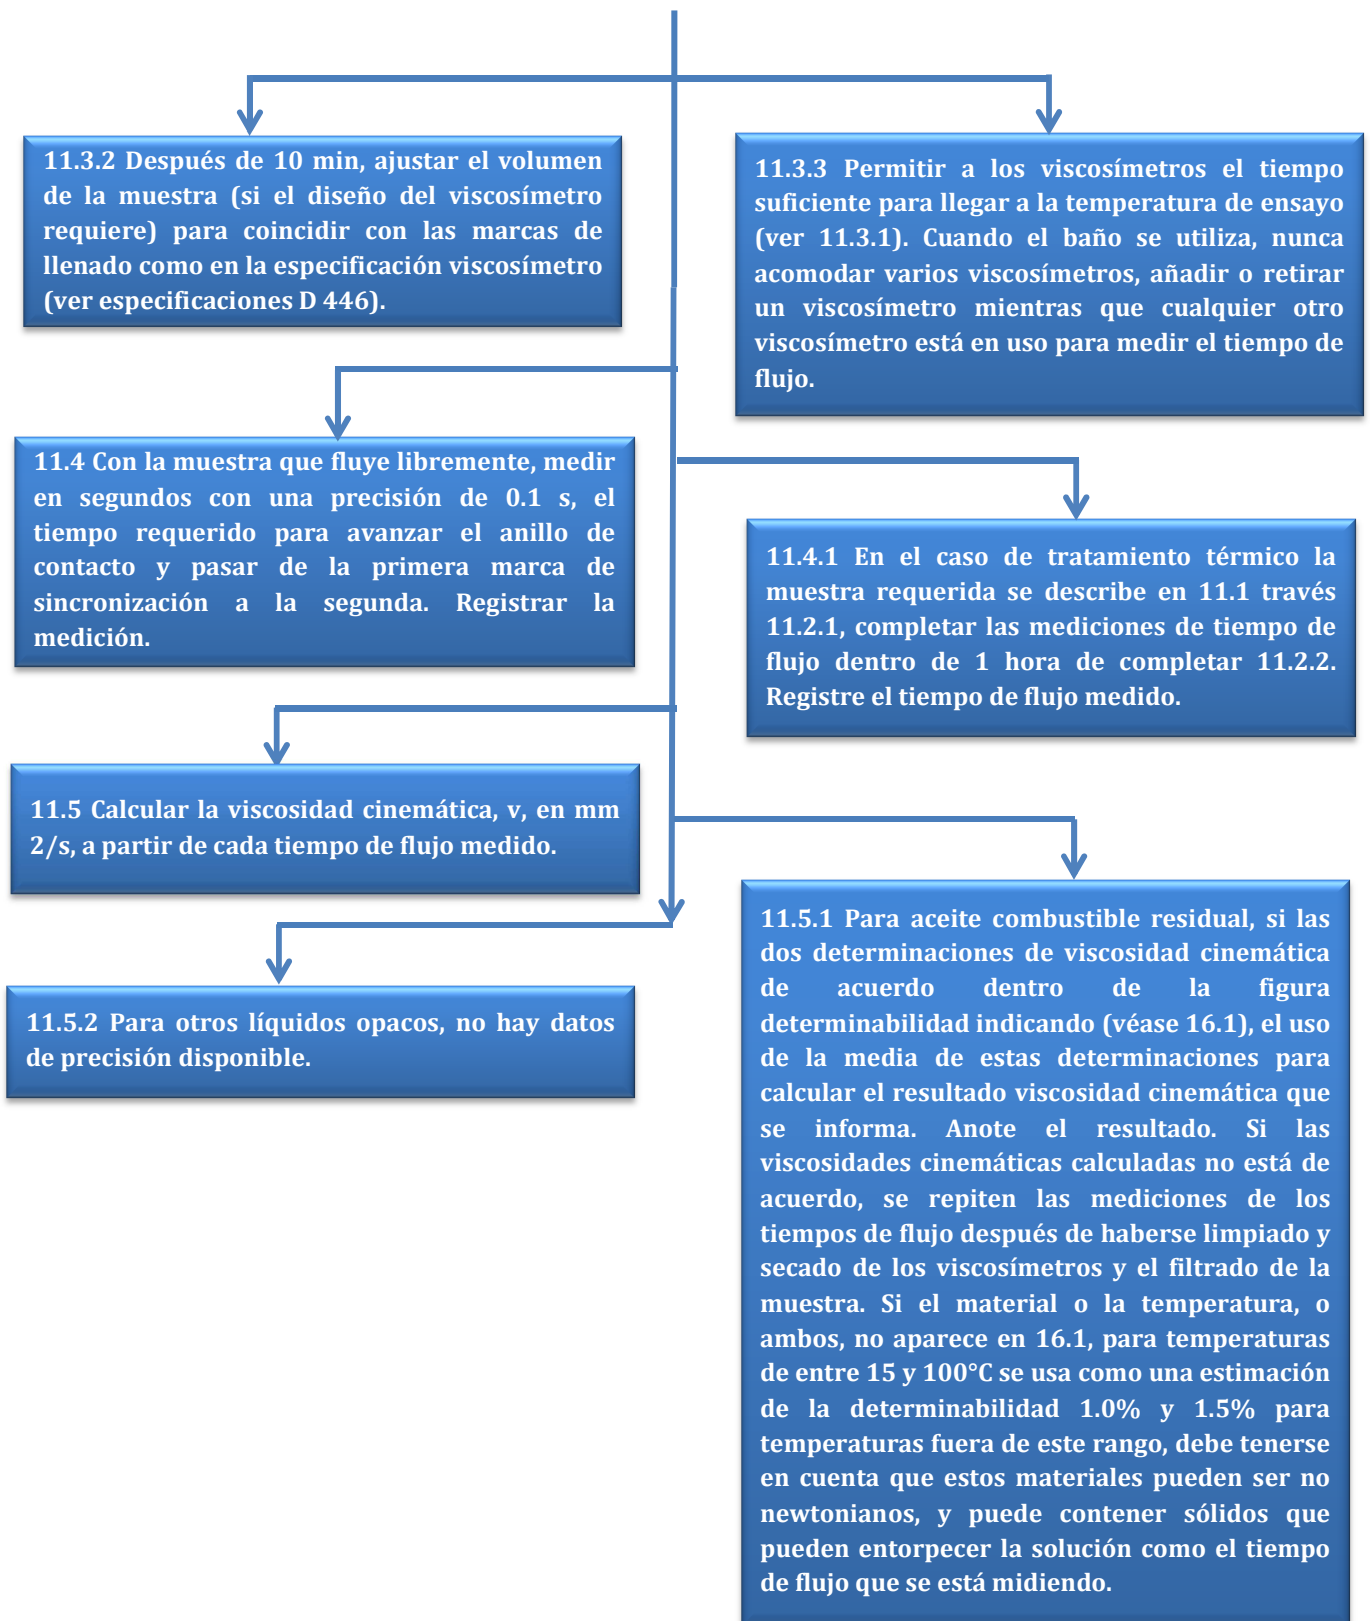 11.3.2 Después de 10 min, ajustar el volumen
de la muestra (si el diseño del viscosímetro
requiere) para coincidir con las marcas de
llenado como en la especificación viscosímetro
(ver especificaciones D 446).
11.3.3 Permitir a los viscosímetros el tiempo
suficiente para llegar a la temperatura de ensayo
(ver 11.3.1). Cuando el baño se utiliza, nunca
acomodar varios viscosímetros, añadir o retirar
un viscosímetro mientras que cualquier otro
viscosímetro está en uso para medir el tiempo de
flujo.
11.4 Con la muestra que fluye libremente, medir
en segundos con una precisión de 0.1 s, el
tiempo requerido para avanzar el anillo de
contacto y pasar de la primera marca de
sincronización a la segunda. Registrar la
medición.
11.4.1 En el caso de tratamiento térmico la
muestra requerida se describe en 11.1 través
11.2.1, completar las mediciones de tiempo de
flujo dentro de 1 hora de completar 11.2.2.
Registre el tiempo de flujo medido.
11.5 Calcular la viscosidad cinemática, v, en mm
2/s, a partir de cada tiempo de flujo medido.
11.5.1 Para aceite combustible residual, si las
dos determinaciones de viscosidad cinemática
de acuerdo dentro de la figura
determinabilidad indicando (véase 16.1), el uso
de la media de estas determinaciones para
calcular el resultado viscosidad cinemática que
se informa. Anote el resultado. Si las
viscosidades cinemáticas calculadas no está de
acuerdo, se repiten las mediciones de los
tiempos de flujo después de haberse limpiado y
secado de los viscosímetros y el filtrado de la
muestra. Si el material o la temperatura, o
ambos, no aparece en 16.1, para temperaturas
de entre 15 y 100°C se usa como una estimación
de la determinabilidad 1.0% y 1.5% para
temperaturas fuera de este rango, debe tenerse
en cuenta que estos materiales pueden ser no
newtonianos, y puede contener sólidos que
pueden entorpecer la solución como el tiempo
de flujo que se está midiendo.
11.5.2 Para otros líquidos opacos, no hay datos
de precisión disponible.